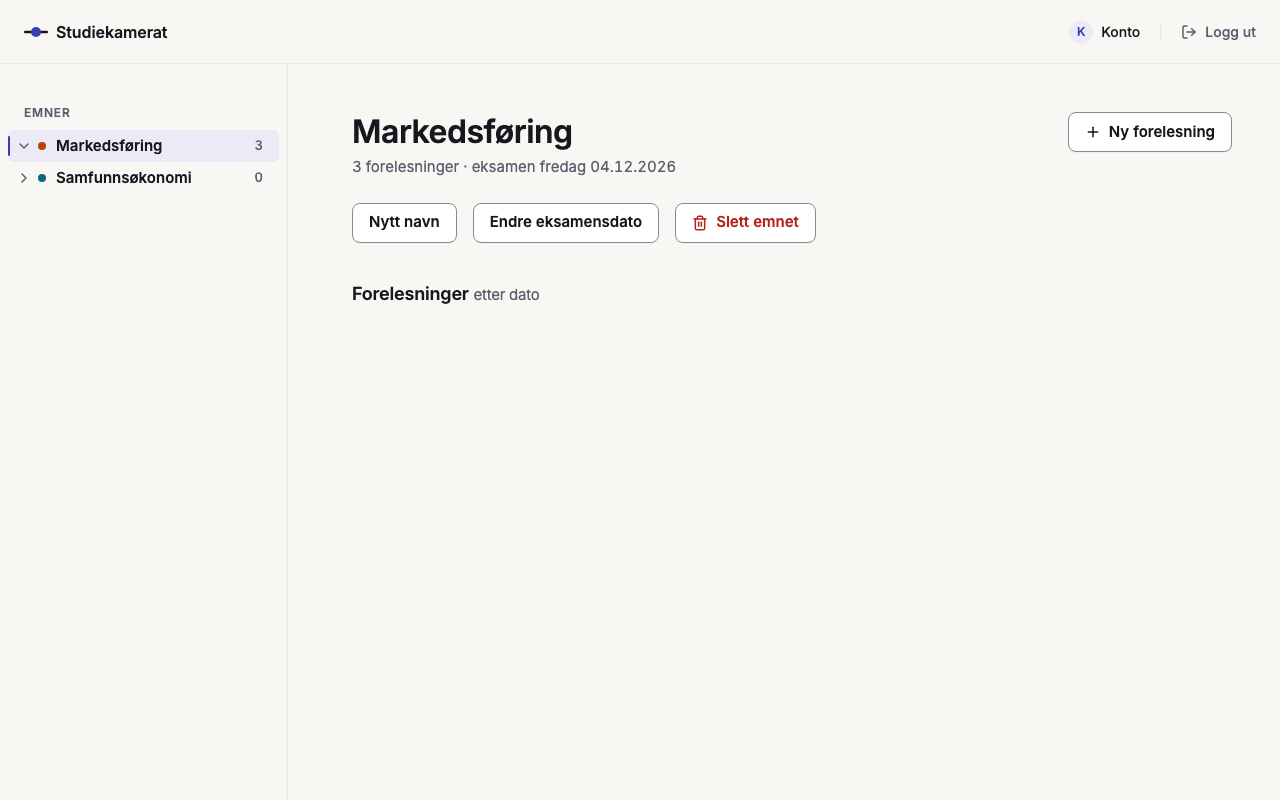 Studiekamerat
K Konto
Logg ut
EMNER
Markedsføring 3
Samfunnsøkonomi 0
Markedsføring
3 forelesninger · eksamen fredag 04.12.2026
Ny forelesning
Nytt navn
Endre eksamensdato
Slett emnet
Forelesninger etter dato